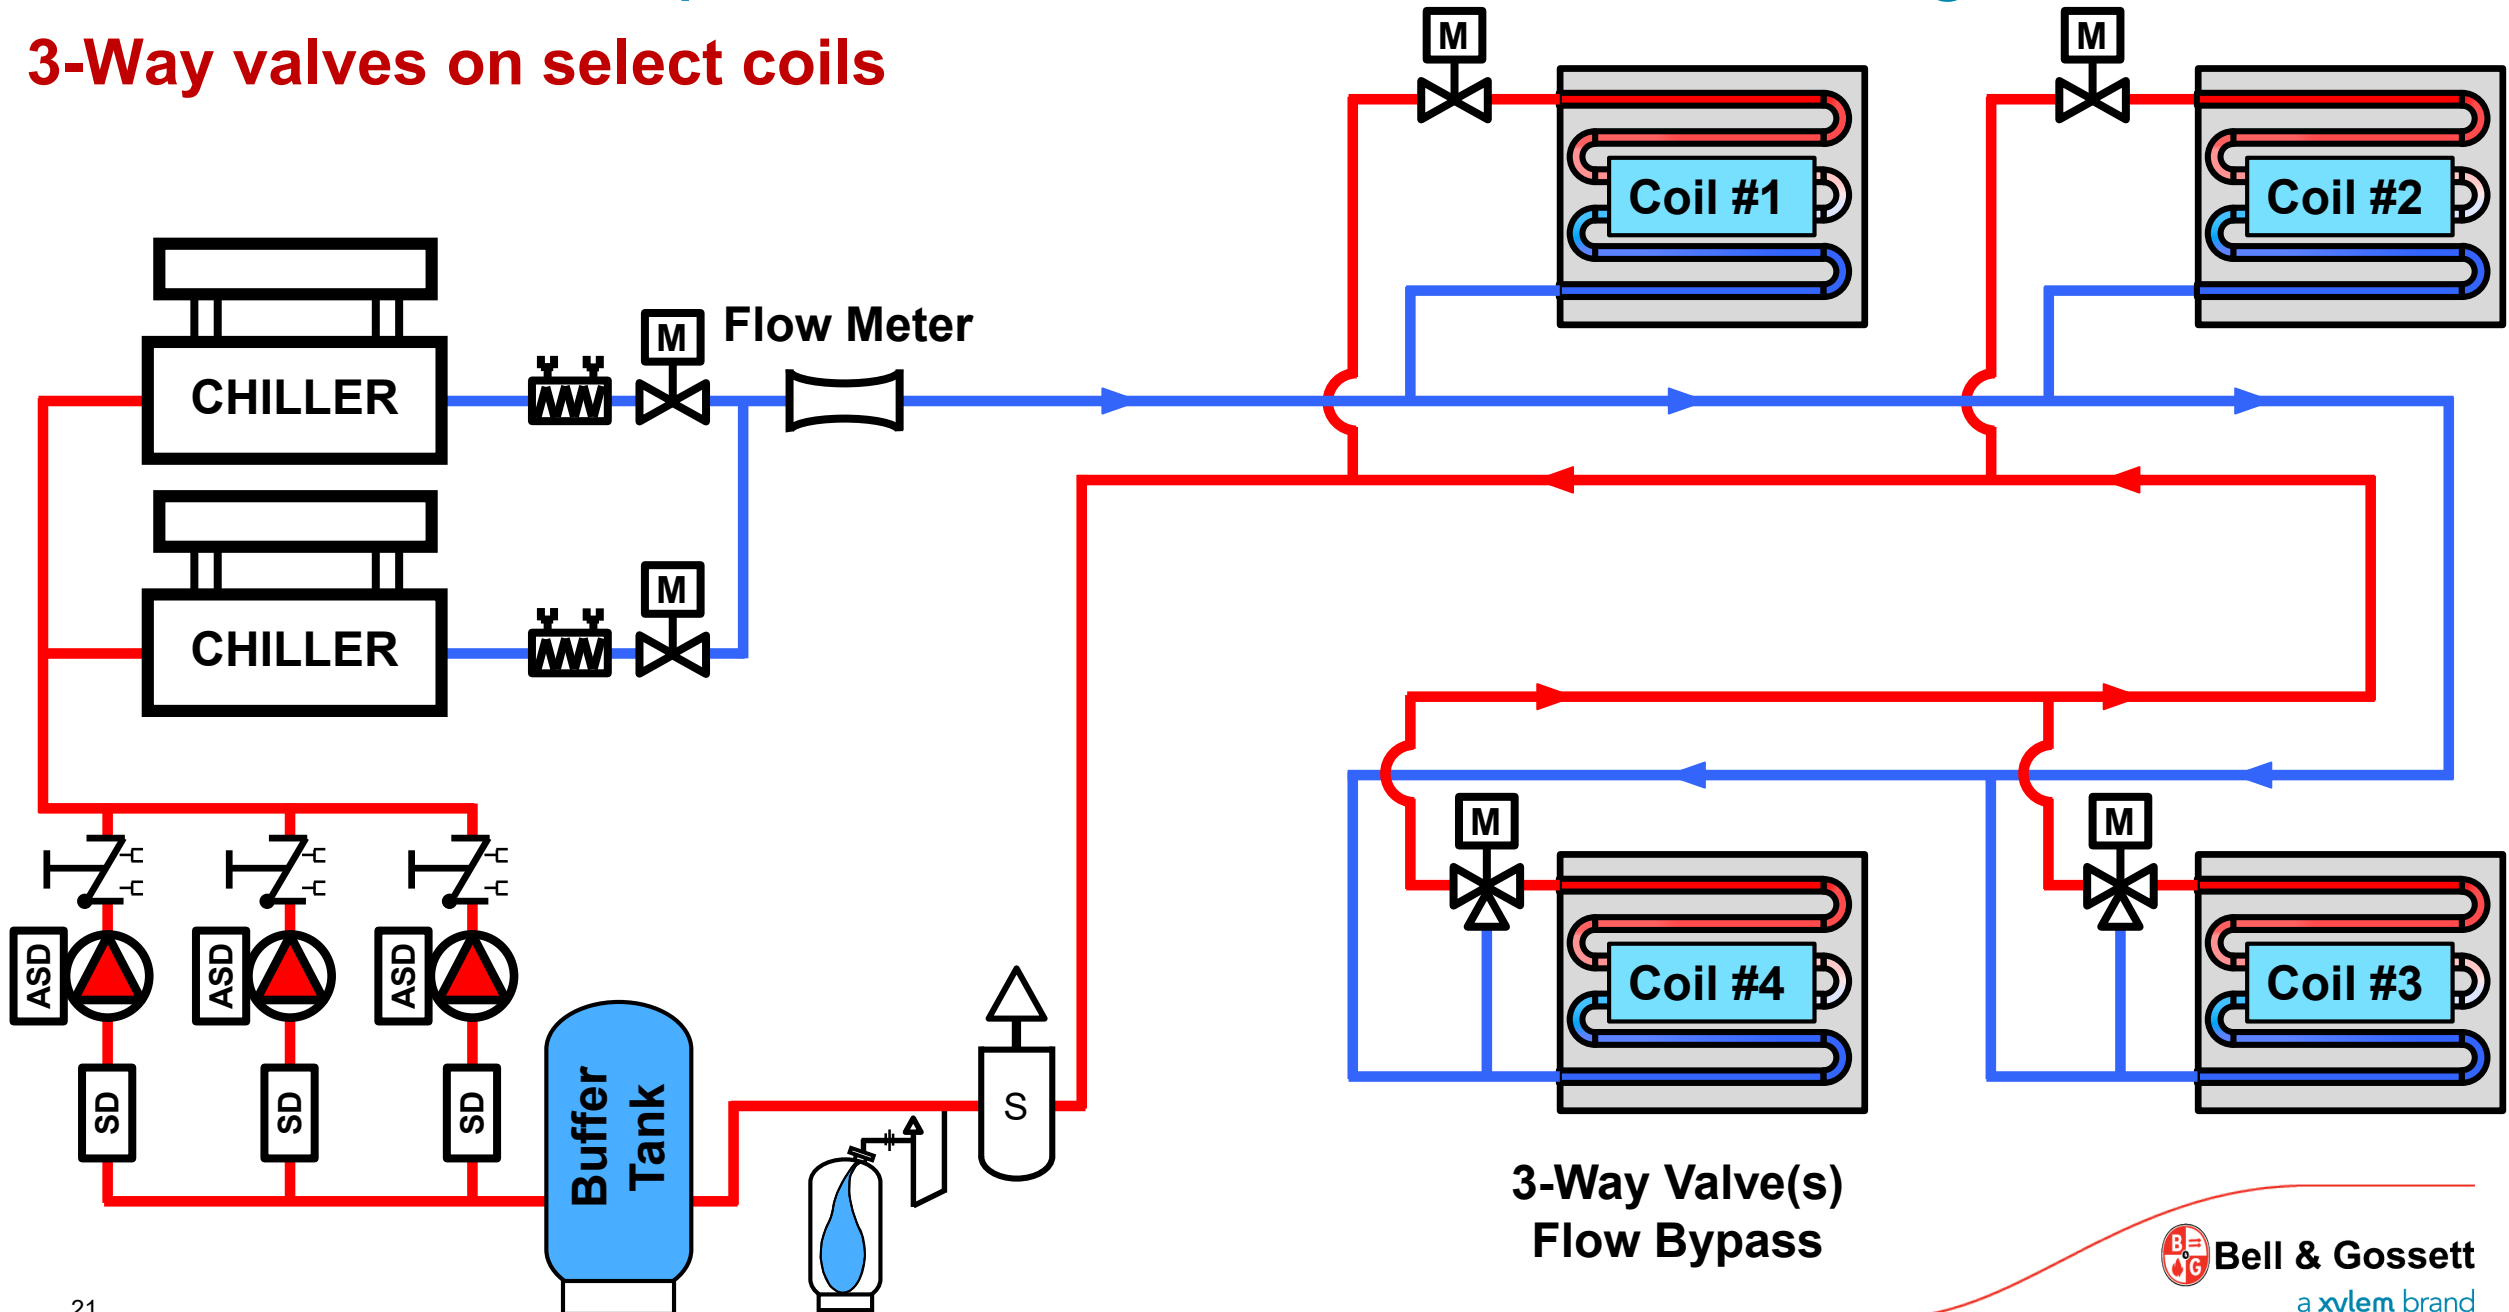 3-Way valves on select coils
M
M
Coil #1
Coil #2
Flow Meter
M
CHILLER
M
CHILLER
M
M
Coil #4
Coil #3
ASD
ASD
ASD
SD
SD
SD
Buffer
Tank
S
3-Way Valve(s)
Flow Bypass
B G
Bell & Gossett
a xylem brand
21